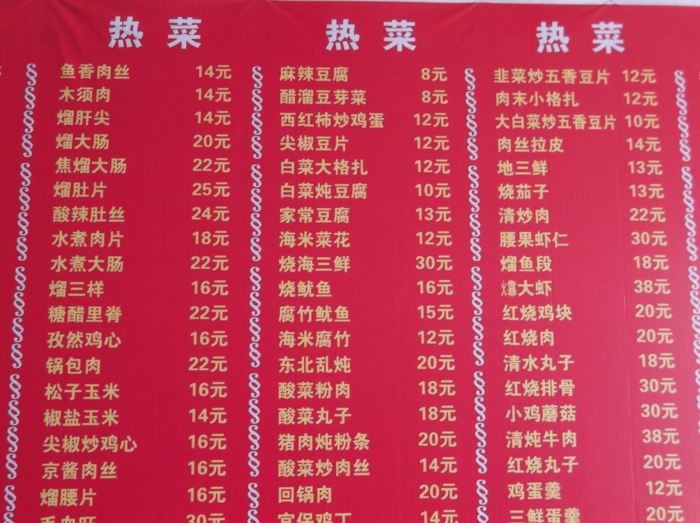 热菜
鱼香肉丝 14元
木须肉 14元
熘肝尖 14元
熘大肠 20元
焦熘大肠 22元
熘肚片 25元
酸辣肚丝 24元
水煮肉片 18元
水煮大肠 22元
熘三样 16元
糖醋里脊 22元
孜然鸡心 16元
锅包肉 22元
松子玉米 16元
椒盐玉米 14元
尖椒炒鸡心 16元
京酱肉丝 16元
熘腰片 16元
毛血旺 30元
热菜
麻辣豆腐 8元
醋溜豆芽菜 8元
西红柿炒鸡蛋 12元
尖椒豆片 12元
白菜大格扎 12元
白菜炖豆腐 10元
家常豆腐 13元
海米菜花 12元
烧海三鲜 30元
烧鱿鱼 16元
腐竹鱿鱼 15元
海米腐竹 12元
东北乱炖 20元
酸菜粉肉 18元
酸菜丸子 18元
猪肉炖粉条 20元
酸菜炒肉丝 14元
回锅肉 20元
宫保鸡丁 14元
热菜
韭菜炒五香豆片 12元
肉末小格扎 12元
大白菜炒五香豆片 10元
肉丝拉皮 14元
地三鲜 13元
烧茄子 13元
清炒肉 22元
腰果虾仁 30元
熘鱼段 18元
大虾 38元
红烧鸡块 20元
红烧肉 20元
清水丸子 18元
红烧排骨 30元
小鸡蘑菇 30元
清炖牛肉 38元
红烧丸子 20元
鸡蛋羹 12元
三鲜蛋羹 20元